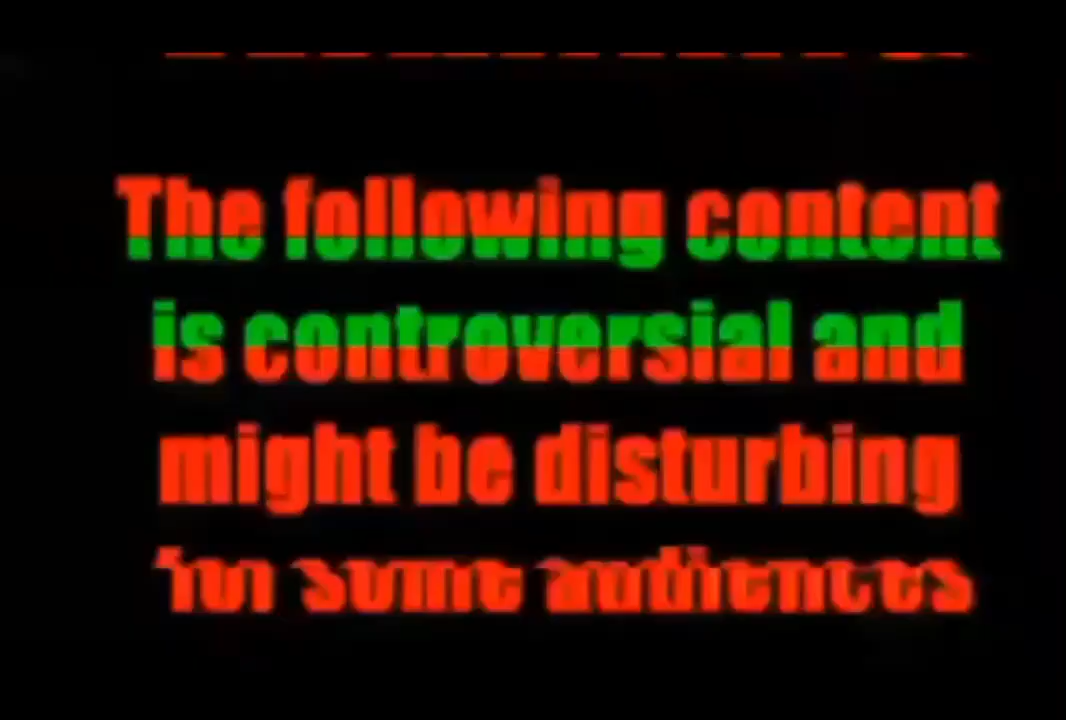 The following content
is controversial and
might be disturbing
for some audiences